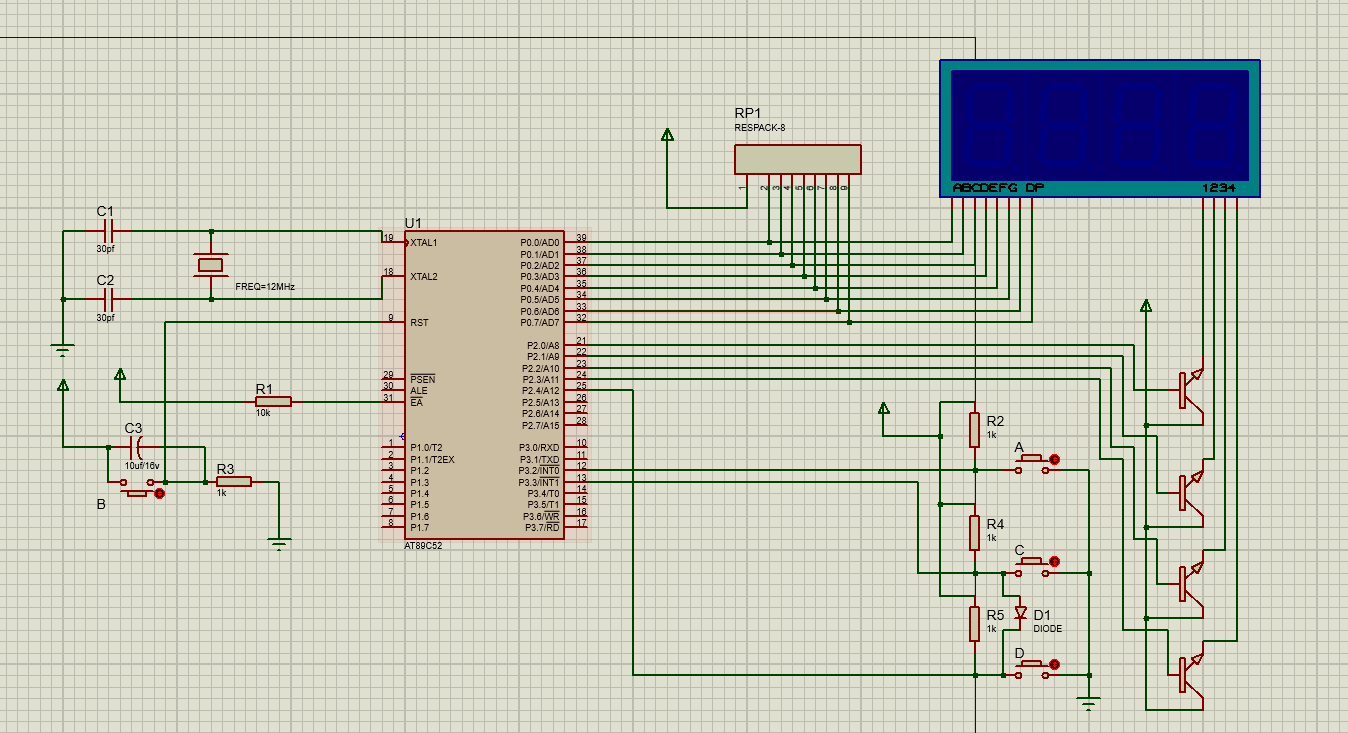 RP1
RESPACK-8
1
2
3
4
5
6
7
8
9
ABCDEFG DP
1234
C1
30pf
C2
30pf
FREQ=12MHz
U1
19
XTAL1
18
XTAL2
9
RST
29
PSEN
30
ALE
31
EA
1
P1.0/T2
2
P1.1/T2EX
3
P1.2
4
P1.3
5
P1.4
6
P1.5
7
P1.6
8
P1.7
P0.0/AD0
39
P0.1/AD1
38
P0.2/AD2
37
P0.3/AD3
36
P0.4/AD4
35
P0.5/AD5
34
P0.6/AD6
33
P0.7/AD7
32
P2.0/A8
21
P2.1/A9
22
P2.2/A10
23
P2.3/A11
24
P2.4/A12
25
P2.5/A13
26
P2.6/A14
27
P2.7/A15
28
P3.0/RXD
10
P3.1/TXD
11
P3.2/INT0
12
P3.3/INT1
13
P3.4/T0
14
P3.5/T1
15
P3.6/WR
16
P3.7/RD
17
AT89C52
R1
10k
C3
10uf/16v
R3
1k
B
R2
1k
A
R4
1k
C
R5
1k
D1
DIODE
D